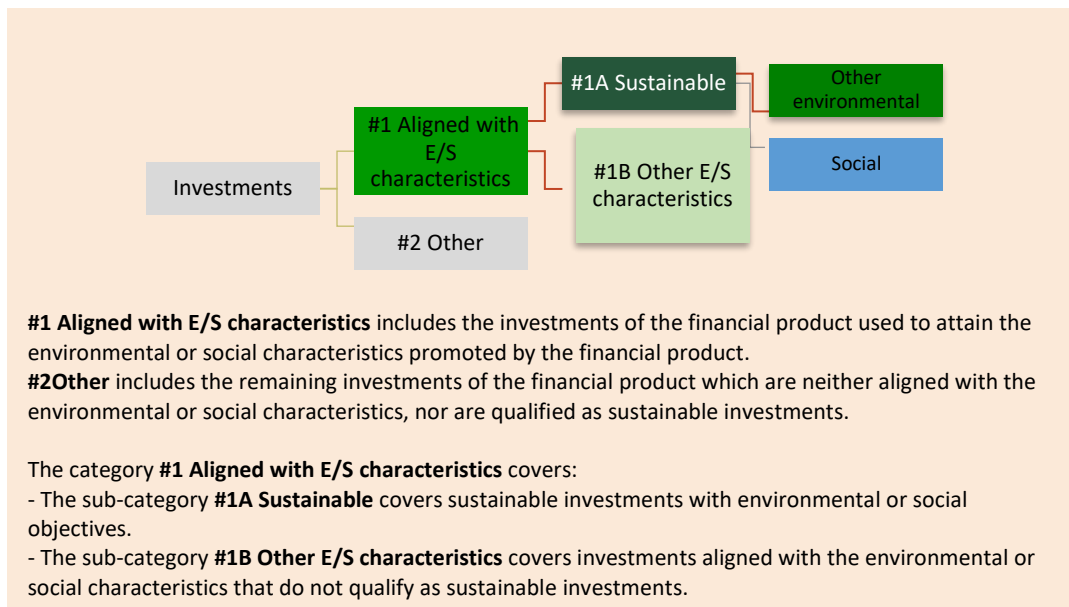 Investments
#1 Aligned with
E/S
characteristics
#2 Other
#1A Sustainable
#1B Other E/S
characteristics
Other
environmental
Social
#1 Aligned with E/S characteristics includes the investments of the financial product used to attain the
environmental or social characteristics promoted by the financial product.
#2Other includes the remaining investments of the financial product which are neither aligned with the
environmental or social characteristics, nor are qualified as sustainable investments.
The category #1 Aligned with E/S characteristics covers:
- The sub-category #1A Sustainable covers sustainable investments with environmental or social
objectives.
- The sub-category #1B Other E/S characteristics covers investments aligned with the environmental or
social characteristics that do not qualify as sustainable investments.